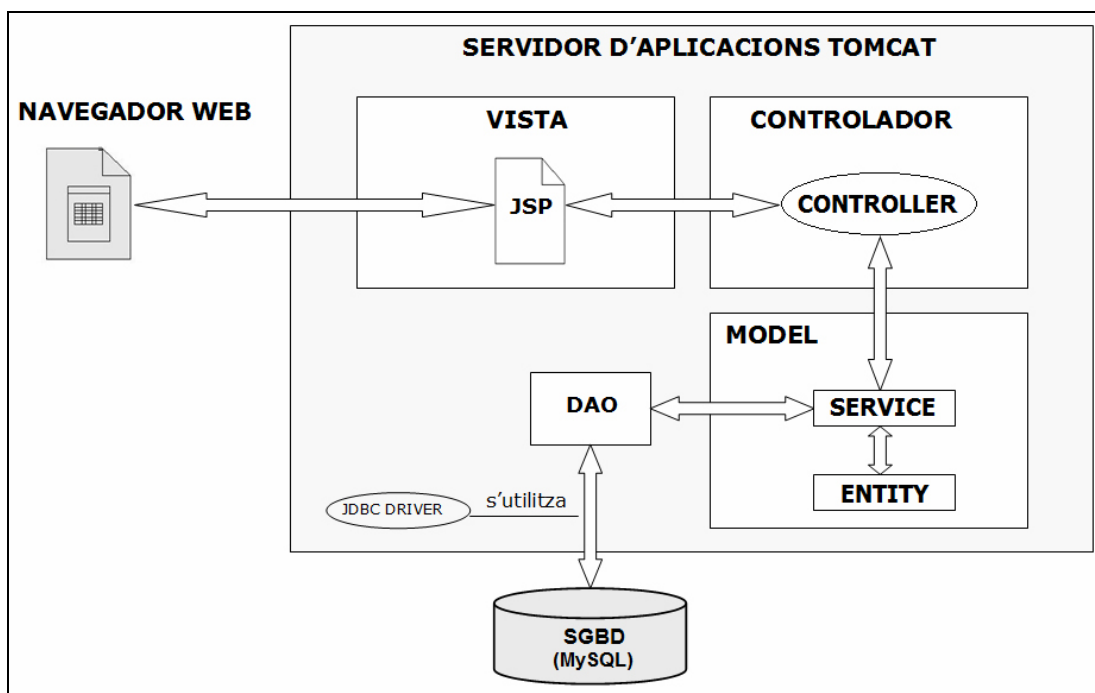 SERVIDOR D'APLICACIONS TOMCAT
NAVEGADOR WEB
VISTA
CONTROLADOR
JSP
CONTROLLER
MODEL
DAO
SERVICE
ENTITY
JDBC DRIVER
s'utilitza
SGBD
(MySQL)